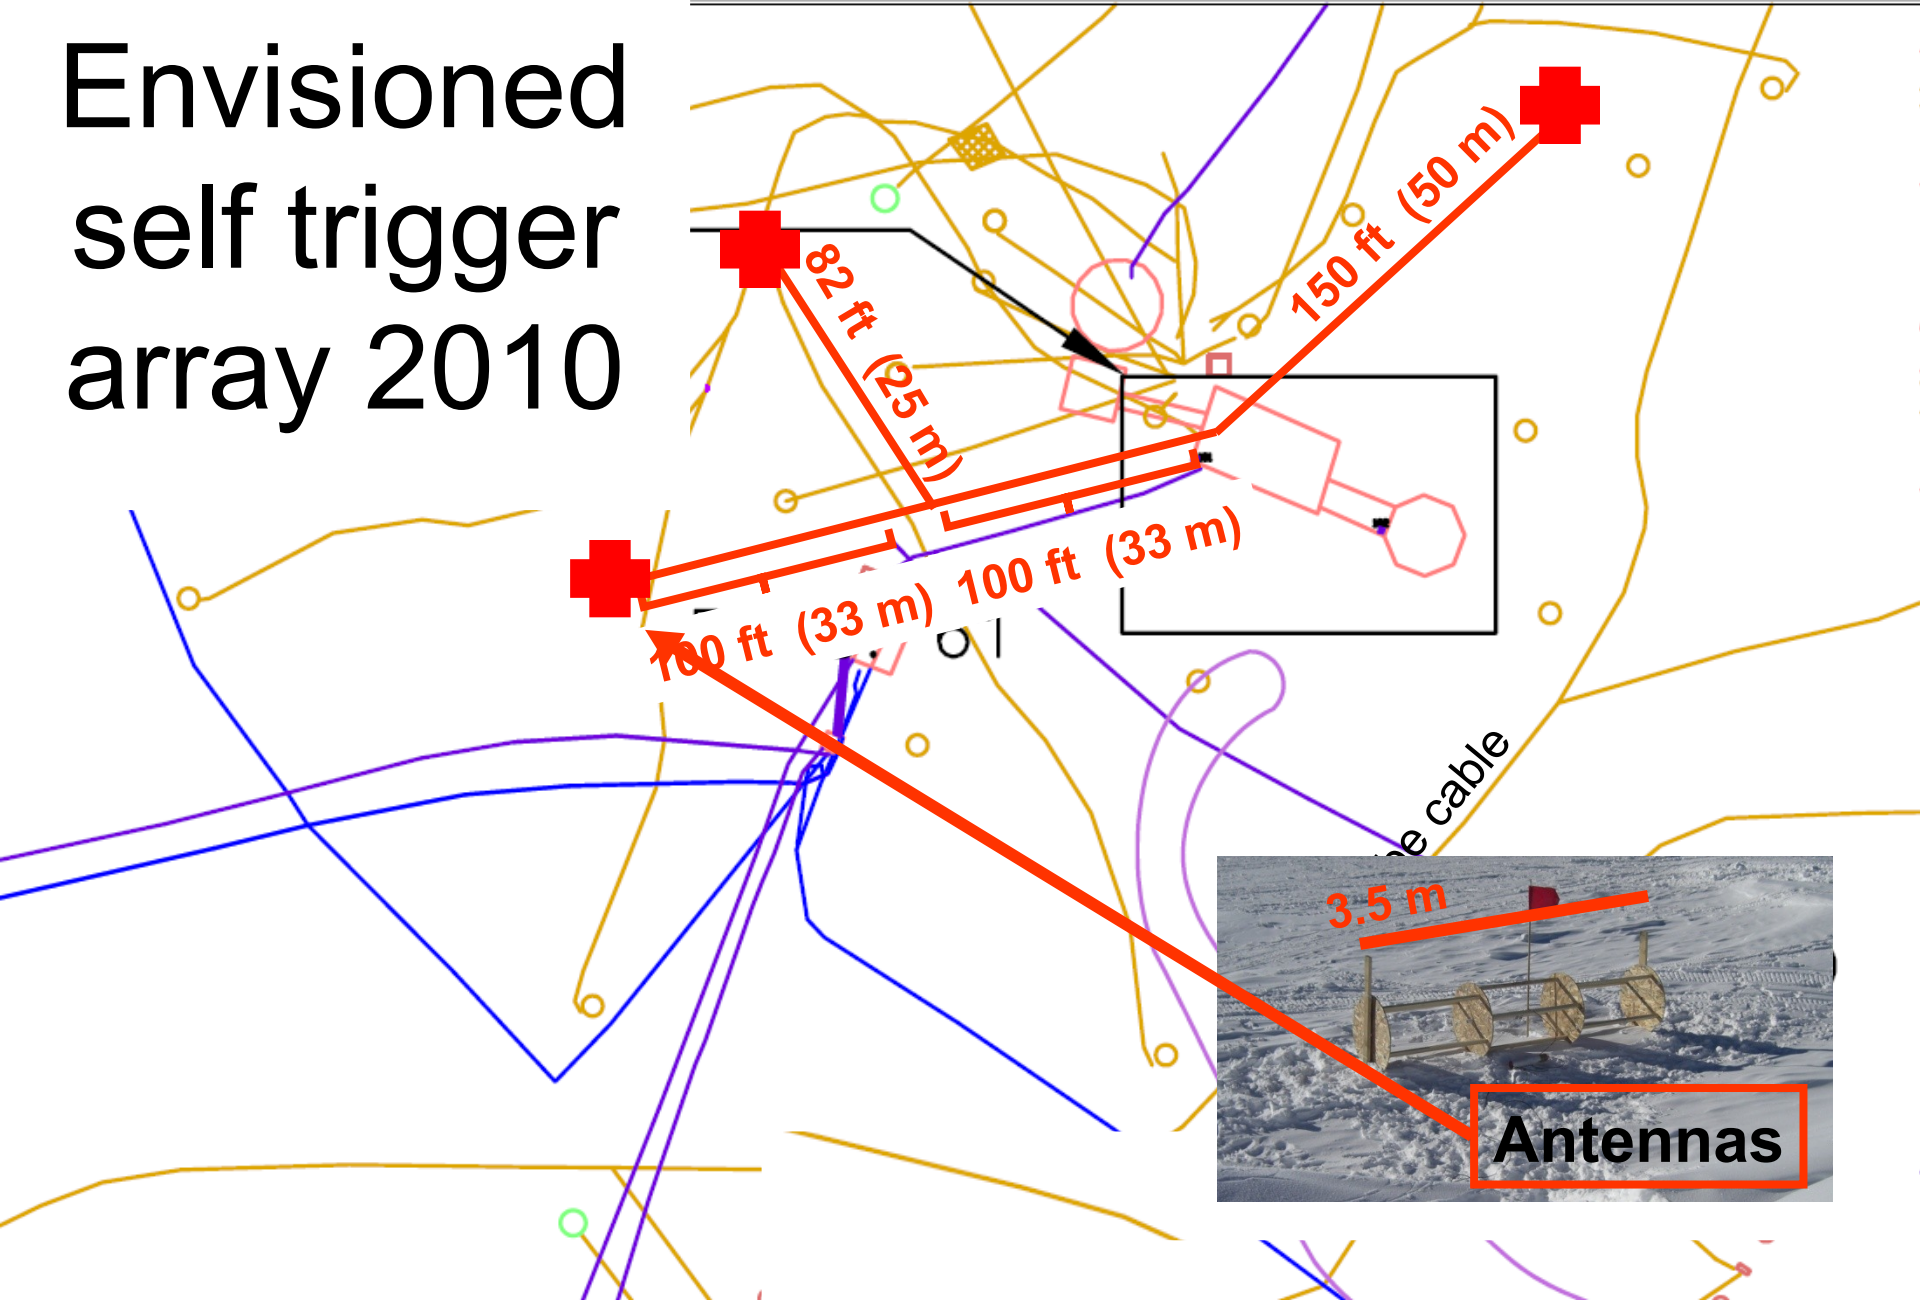 Envisioned
self trigger
array 2010
82 ft (25 m)
150 ft (50 m)
100 ft (33 m)
100 ft (33 m)
61
cable
3.5 m
Antennas